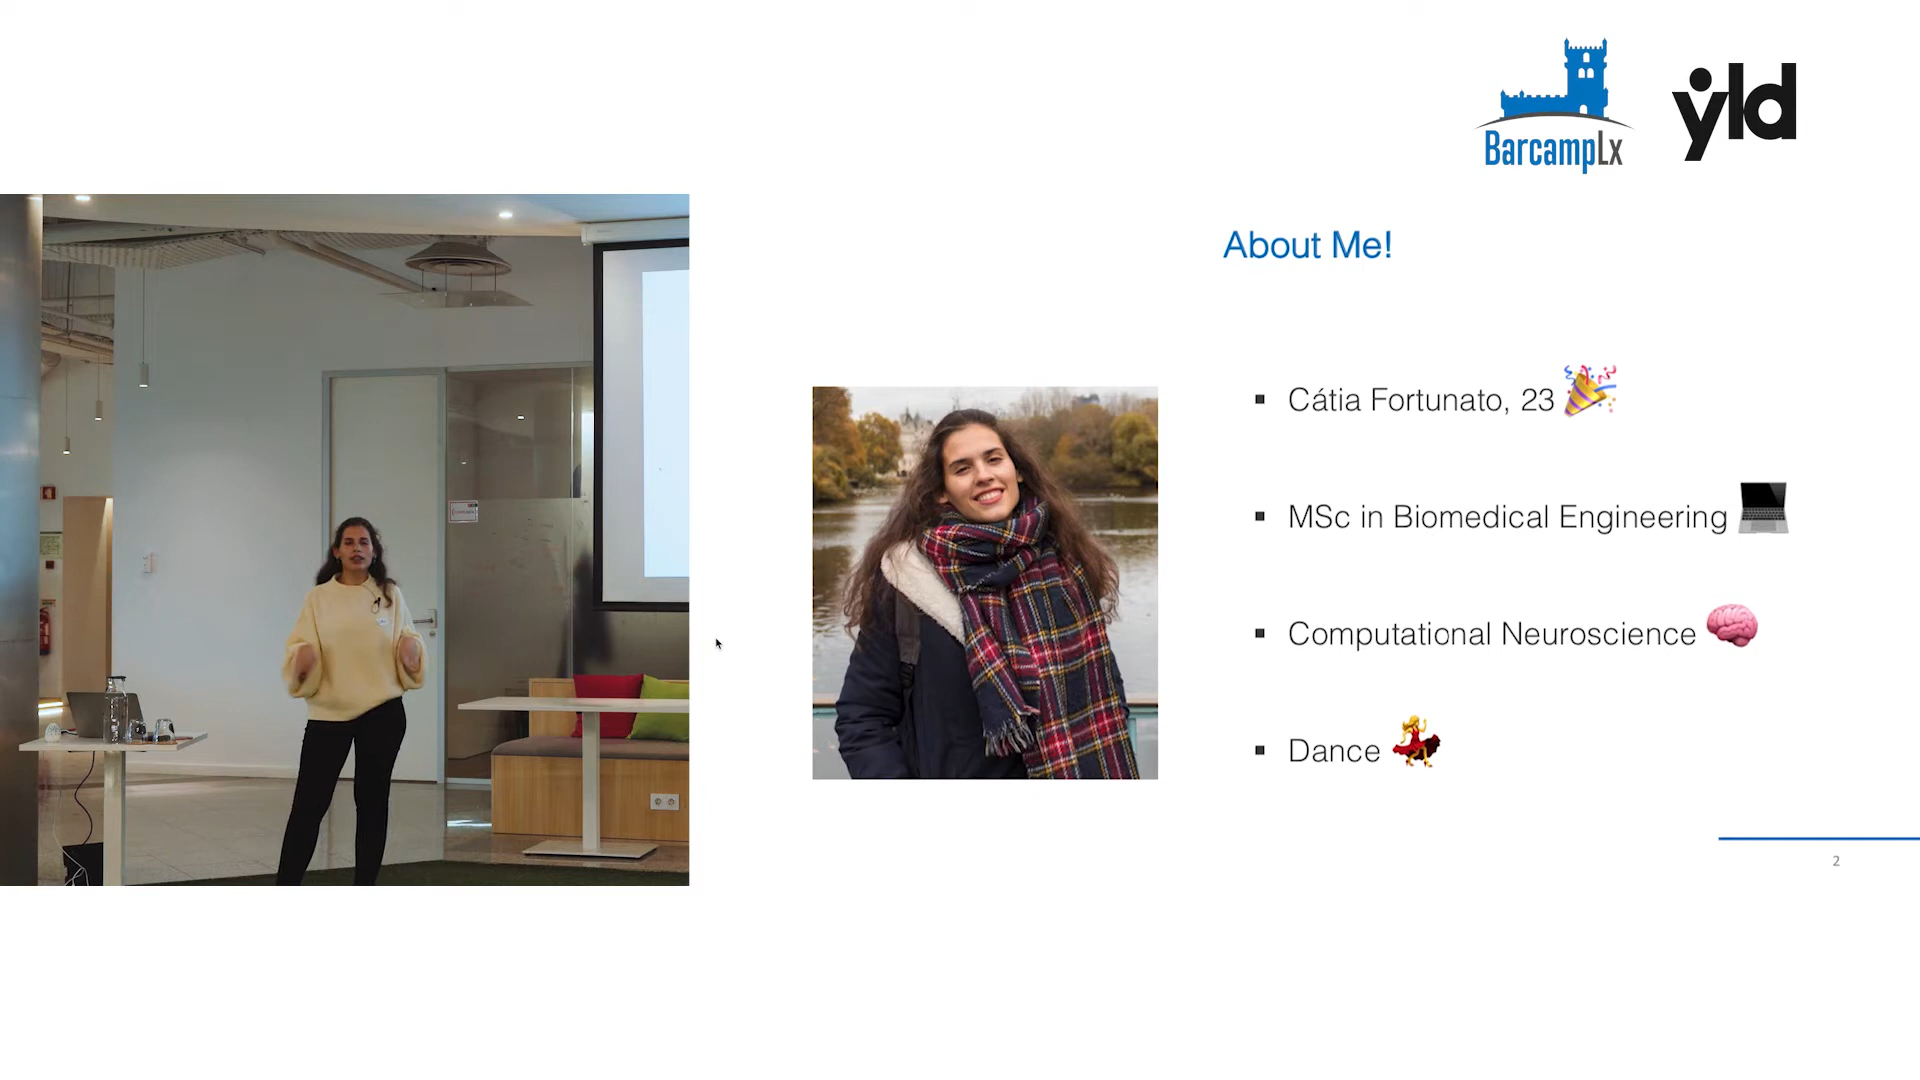 BarcampLx
yld
About Me!
▪ Cátia Fortunato, 23 🎉
▪ MSc in Biomedical Engineering 💻
▪ Computational Neuroscience 🧠
▪ Dance 💃
2